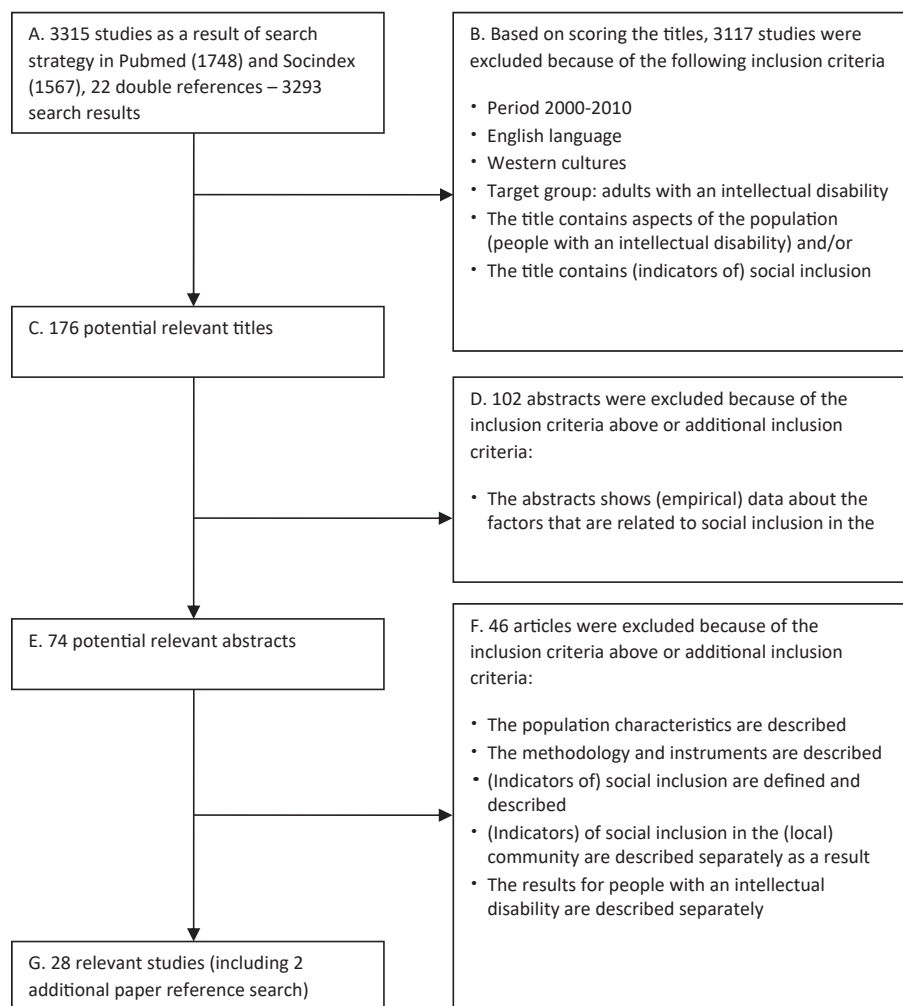 A. 3315 studies as a result of search
strategy in Pubmed (1748) and Socindex
(1567), 22 double references – 3293
search results
B. Based on scoring the titles, 3117 studies were
excluded because of the following inclusion criteria
• Period 2000-2010
• English language
• Western cultures
• Target group: adults with an intellectual disability
• The title contains aspects of the population
(people with an intellectual disability) and/or
• The title contains (indicators of) social inclusion
C. 176 potential relevant titles
D. 102 abstracts were excluded because of the
inclusion criteria above or additional inclusion
criteria:
• The abstracts shows (empirical) data about the
factors that are related to social inclusion in the
E. 74 potential relevant abstracts
F. 46 articles were excluded because of the
inclusion criteria above or additional inclusion
criteria:
• The population characteristics are described
• The methodology and instruments are described
• (Indicators of) social inclusion are defined and
described
• (Indicators) of social inclusion in the (local)
community are described separately as a result
• The results for people with an intellectual
disability are described separately
G. 28 relevant studies (including 2
additional paper reference search)